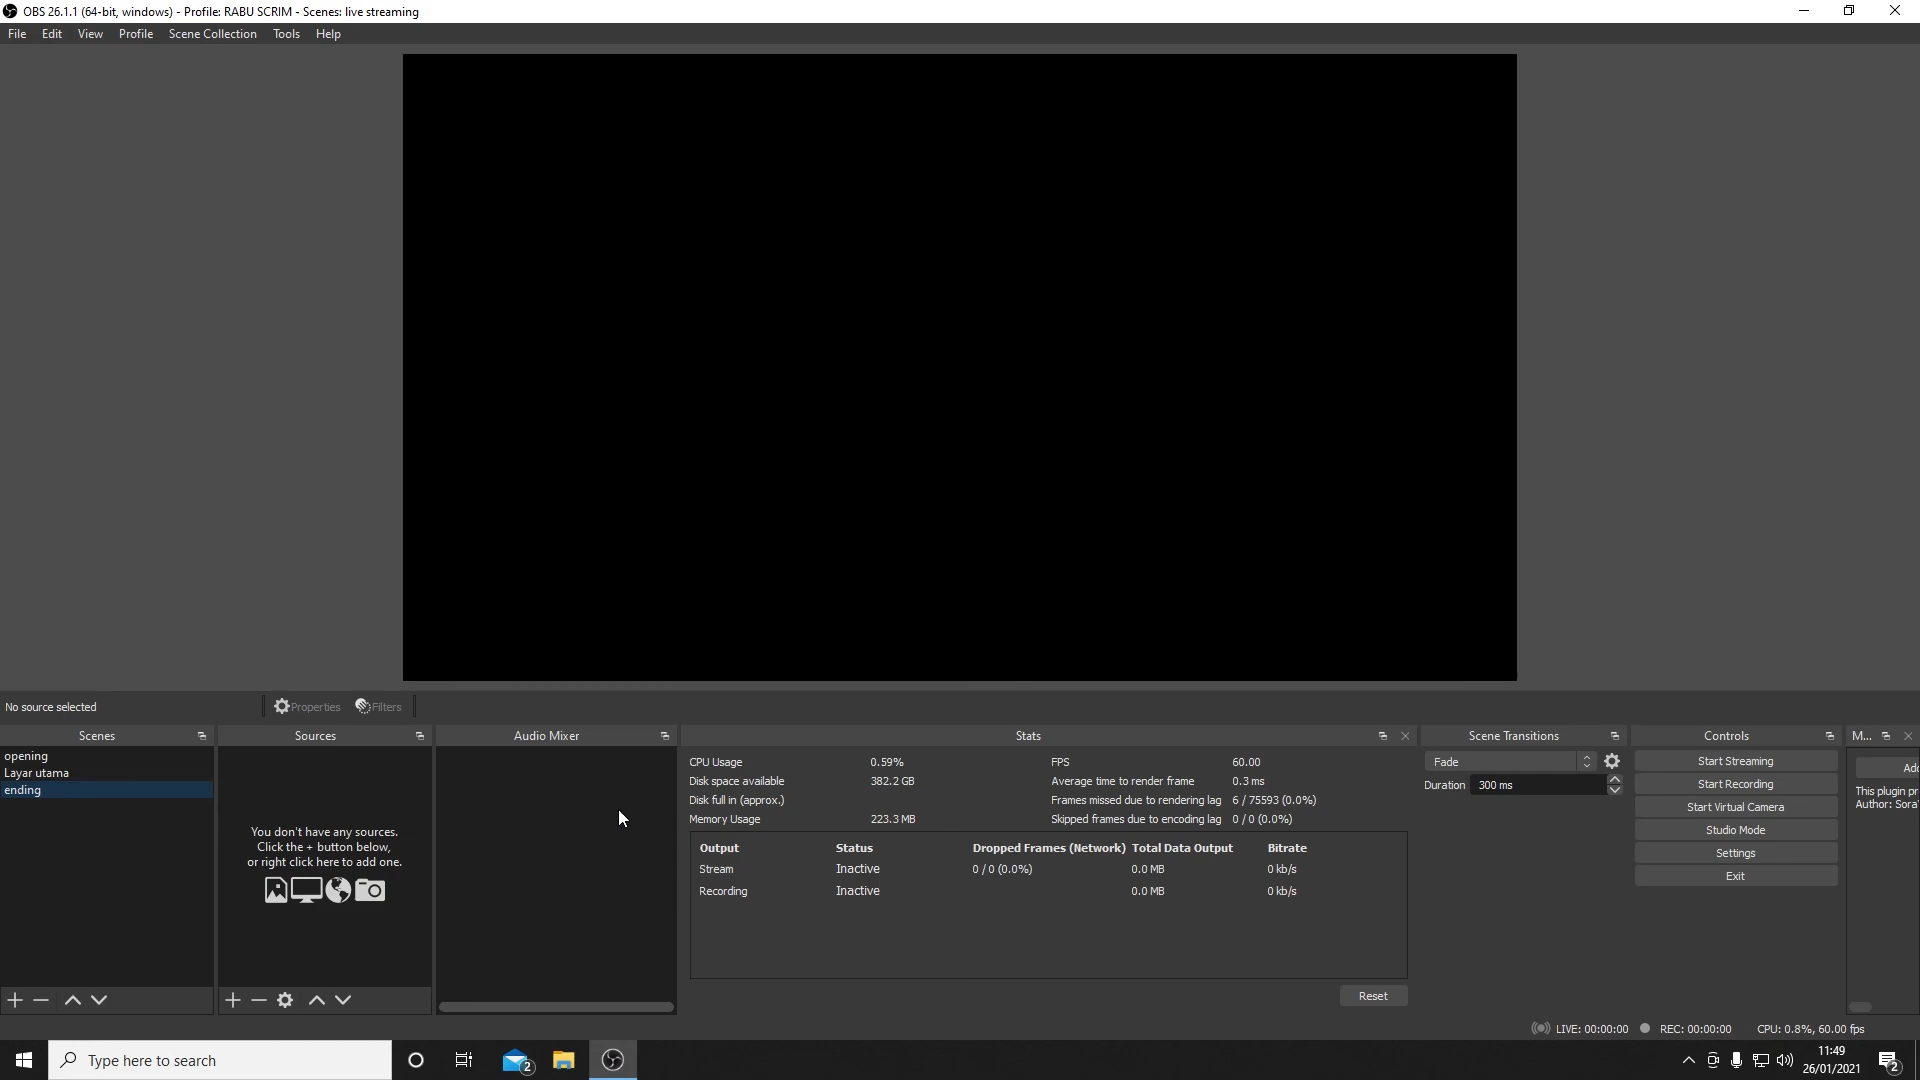 OBS 26.1.1 (64-bit, windows) - Profile: RABU SCRIM - Scenes: live streaming
File Edit View Profile Scene Collection Tools Help
No source selected
Properties Filters
Scenes
opening
Layar utama
ending
Sources
You don't have any sources.
Click the + button below,
or right click here to add one.
Audio Mixer
Stats
CPU Usage 0.59% FPS 60.00
Disk space available 382.2 GB Average time to render frame 0.3 ms
Disk full in (approx.) Frames missed due to rendering lag 6 / 75593 (0.0%)
Memory Usage 223.3 MB Skipped frames due to encoding lag 0 / 0 (0.0%)
Output Status Dropped Frames (Network) Total Data Output Bitrate
Stream Inactive 0 / 0 (0.0%) 0.0 MB 0 kb/s
Recording Inactive 0.0 MB 0 kb/s
Reset
Scene Transitions
Fade
Duration 300 ms
Controls
Start Streaming
Start Recording
Start Virtual Camera
Studio Mode
Settings
Exit
M...
This plugin pr
Author: Sora
LIVE: 00:00:00 REC: 00:00:00 CPU: 0.8%, 60.00 fps
Type here to search
2
11:49
26/01/2021
2